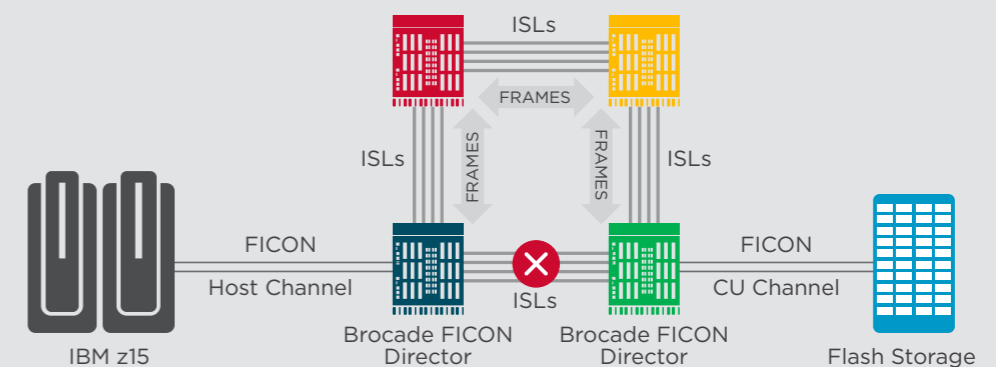 ISLs
FRAMES
ISLs
FRAMES
FRAMES
ISLs
FICON
Host Channel
ISLs
FICON
CU Channel
IBM z15
Brocade FICON
Director
Brocade FICON
Director
Flash Storage